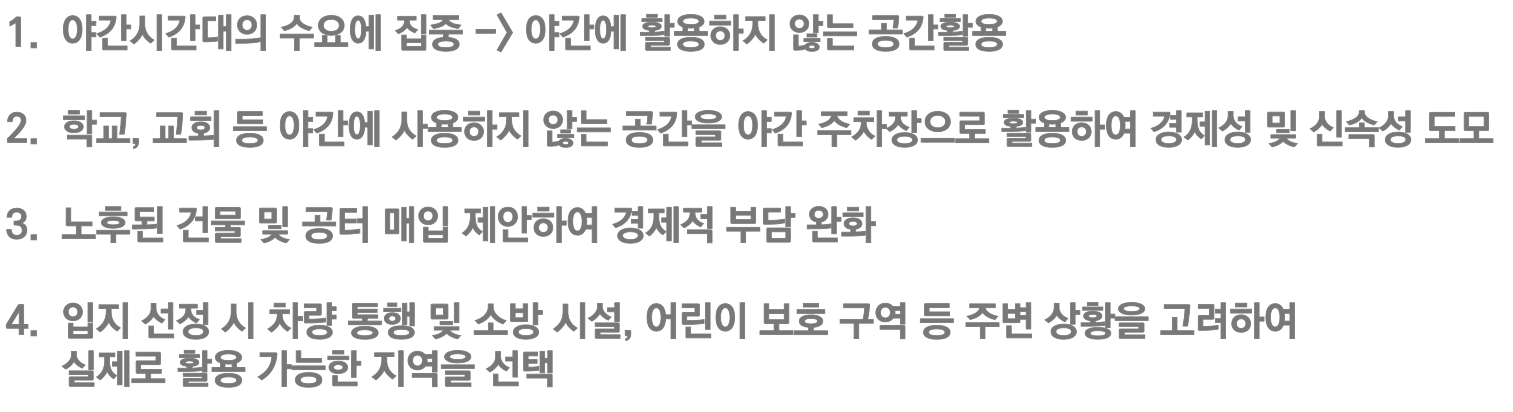 1. 야간시간대의 수요에 집중 -> 야간에 활용하지 않는 공간활용
2. 학교, 교회 등 야간에 사용하지 않는 공간을 야간 주차장으로 활용하여 경제성 및 신속성 도모
3. 노후된 건물 및 공터 매입 제안하여 경제적 부담 완화
4. 입지 선정 시 차량 통행 및 소방 시설, 어린이 보호 구역 등 주변 상황을 고려하여
실제로 활용 가능한 지역을 선택